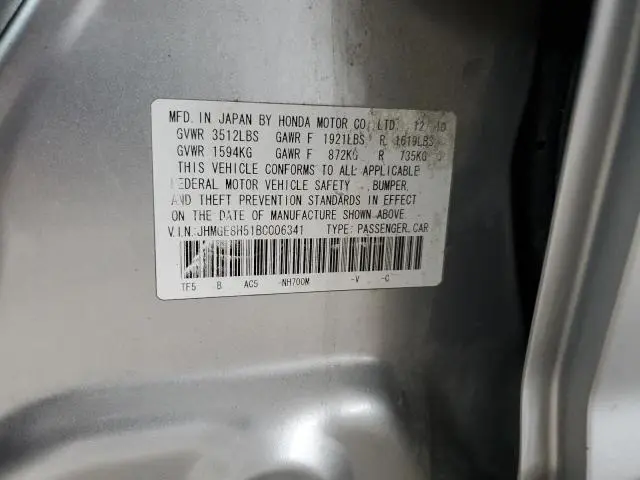 MFD. IN JAPAN BY HONDA MOTOR CO., LTD. 12/10
GVWR 3512LBS GAWR F 1921LBS R 1619LBS
GVWR 1594KG GAWR F 872KG R 735KG
THIS VEHICLE CONFORMS TO ALL APPLICABLE
FEDERAL MOTOR VEHICLE SAFETY, BUMPER,
AND THEFT PREVENTION STANDARDS IN EFFECT
ON THE DATE OF MANUFACTURE SHOWN ABOVE.
V.I.N.:JHMGE8H51BC006341 TYPE: PASSENGER CAR
TF5 B AC5 -NH700M -V -C